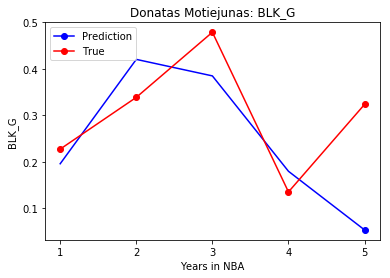 Donatas Motiejunas: BLK_G
Prediction
True
BLK_G
0.5
0.4
0.3
0.2
0.1
1
2
3
4
5
Years in NBA